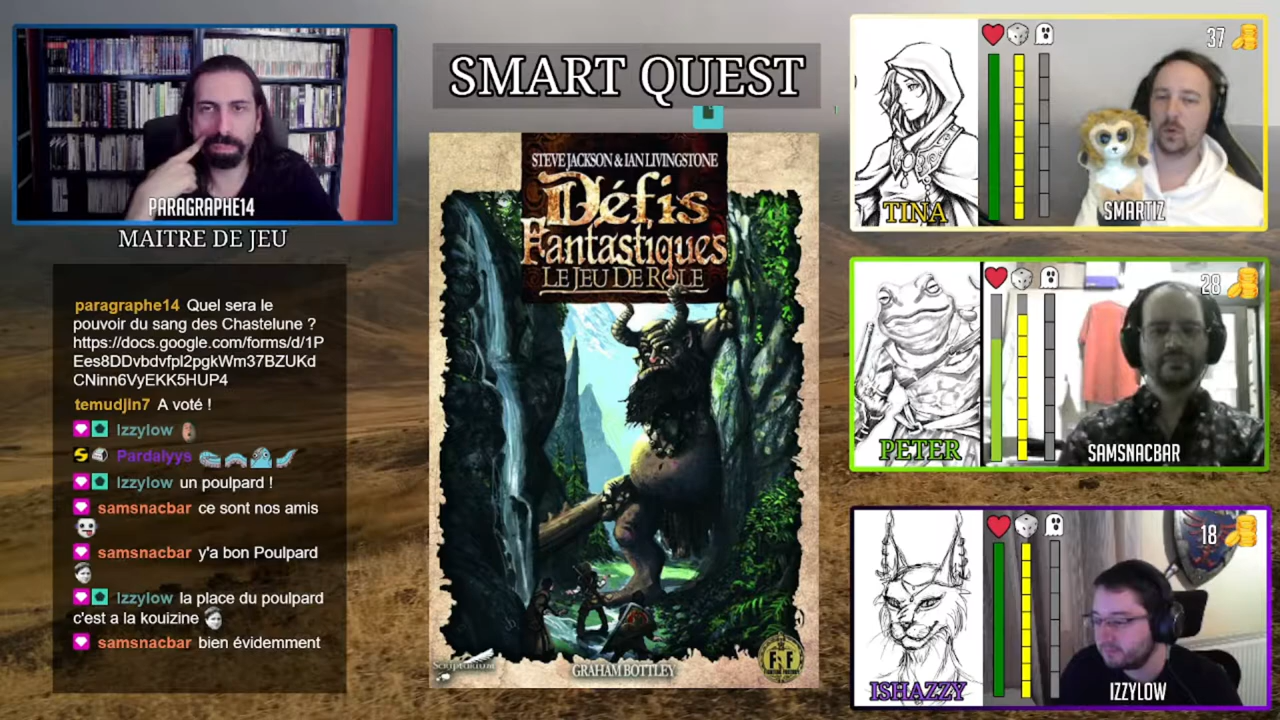 PARAGRAPHE14
MAITRE DE JEU
paragraphe14 Quel sera le
pouvoir du sang des Chastelune ?
https://docs.google.com/forms/d/1P
Ees8DDvbdvfpl2pgkWm37BZUKd
CNinn6VyEKK5HUP4
temudjin7 A voté !
Izzylow
Pardalyys
Izzylow un poulpard !
samsnacbar ce sont nos amis
samsnacbar y'a bon Poulpard
Izzylow la place du poulpard
c'est a la kouizine
samsnacbar bien évidemment
SMART QUEST
STEVE JACKSON & IAN LIVINGSTONE
Défis
Fantastiques
LE JEU DE RÔLE
SCRIPTARIUM
GRAHAM BOTTLEY
FF
37
TINA
SMARTIZ
28
PETER
SAMSNACBAR
18
ISHAZZY
IZZYLOW